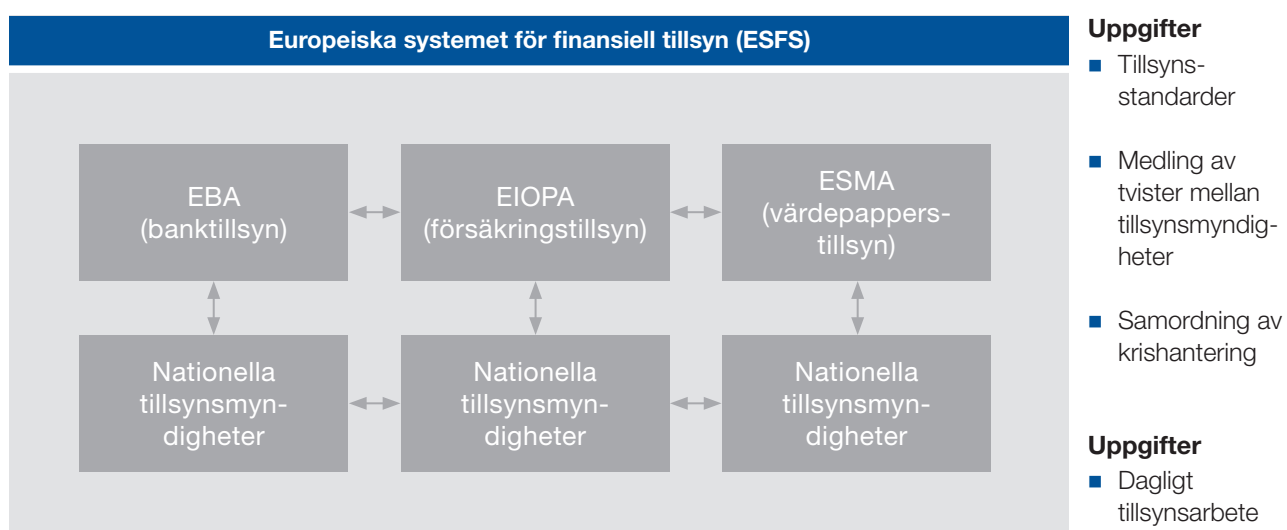 Europeiska systemet för finansiell tillsyn (ESFS)
EBA
(banktillsyn)
EIOPA
(försäkringstillsyn)
ESMA
(värdepappers-
tillsyn)
Nationella
tillsynsmyn-
digheter
Nationella
tillsynsmyn-
digheter
Nationella
tillsynsmyn-
digheter
Uppgifter
Tillsyns-
standarder
Medling av
tvister mellan
tillsynsmyndig-
heter
Samordning av
krishantering
Uppgifter
Dagligt
tillsynsarbete